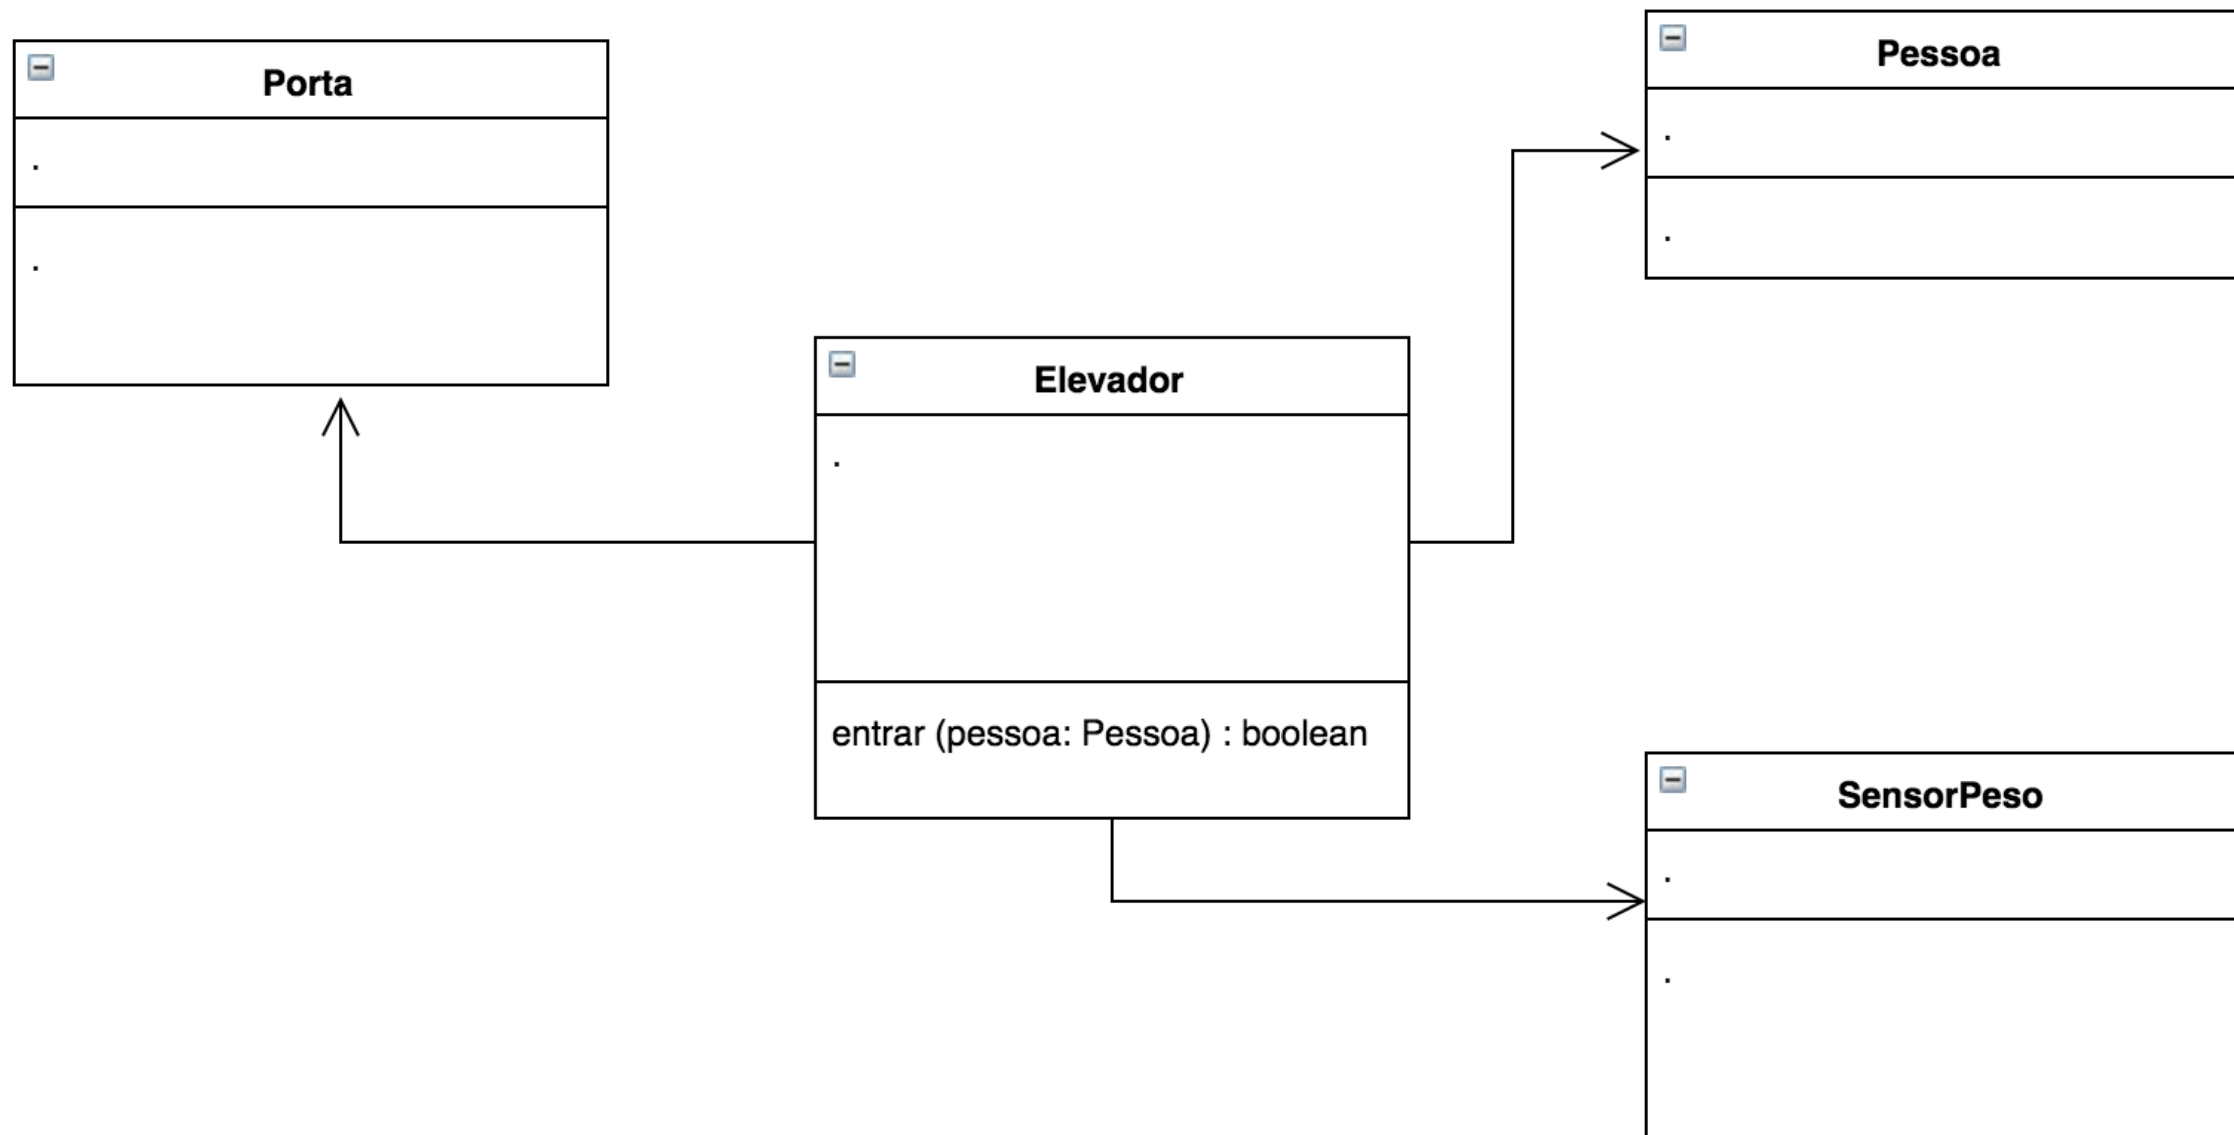 Porta
.
.
Pessoa
.
.
Elevador
.
entrar (pessoa: Pessoa) : boolean
SensorPeso
.
.